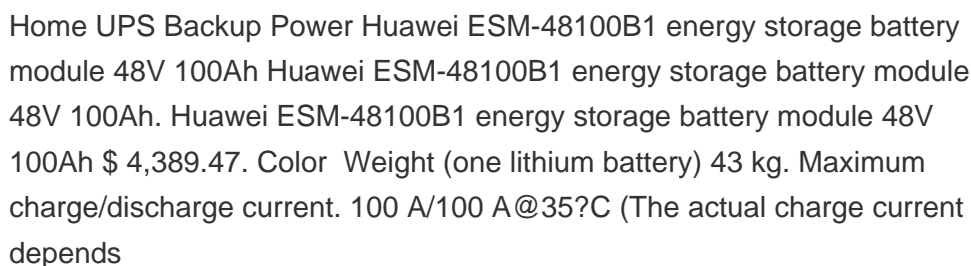 Home UPS Backup Power Huawei ESM-48100B1 energy storage battery
module 48V 100Ah Huawei ESM-48100B1 energy storage battery module
48V 100Ah. Huawei ESM-48100B1 energy storage battery module 48V
100Ah $ 4,389.47. Color  Weight (one lithium battery) 43 kg. Maximum
charge/discharge current. 100 A/100 A@35?C (The actual charge current
depends